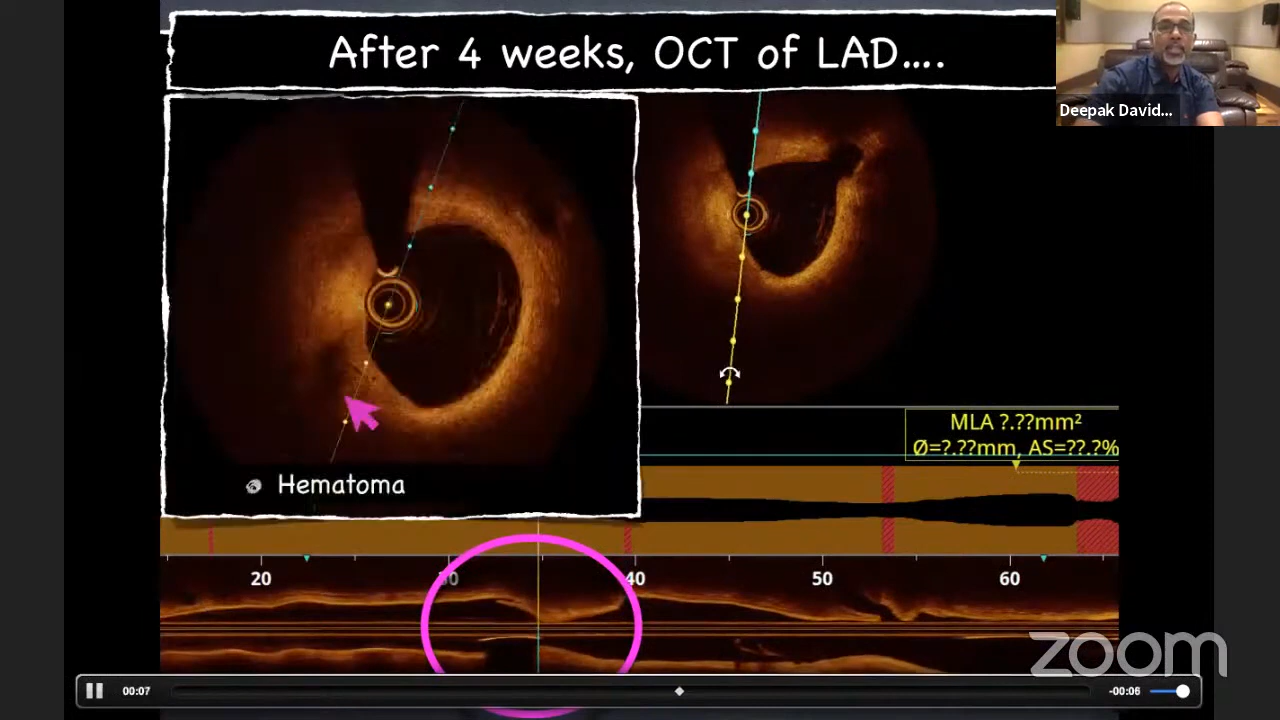 After 4 weeks, OCT of LAD....
Deepak David...
MLA ?.??mm²
Ø=?.??mm, AS=??.?%
Hematoma
20 30 40 50 60
zoom
00:07
-00:06